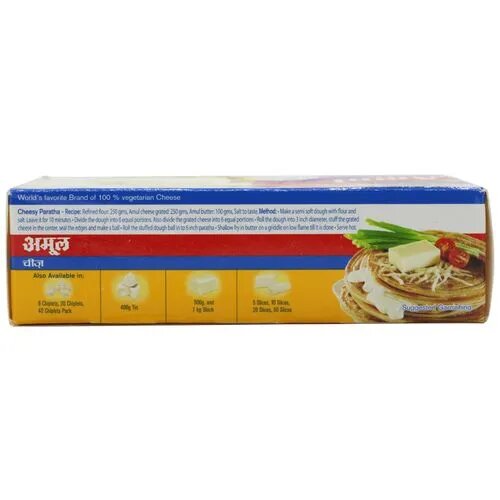 World's favorite Brand of 100 % vegetarian Cheese
Cheesy Paratha - Recipe: Refined flour: 250 gms, Amul cheese grated: 250 gms, Amul butter: 100 gms, Salt to taste. Method: - Make a semi soft dough with flour and
salt. Leave it for 10 minutes - Divide the dough into 6 equal portions. Also divide the grated cheese into 6 equal portions. - Roll the dough into 3 inch diameter, stuff the grated
cheese in the center, seal the edges and make a ball - Roll the stuffed dough ball in to 6 inch paratha - Shallow fry in butter on a griddle on low flame till it is done - Serve hot.
अमूल
चीज़
Also Available in:
8 Chiplets, 20 Chiplets,
40 Chiplets Pack
400g Tin
500g, and
1 kg Block
5 Slices, 10 Slices,
20 Slices, 50 Slices
Suggested Garnishing